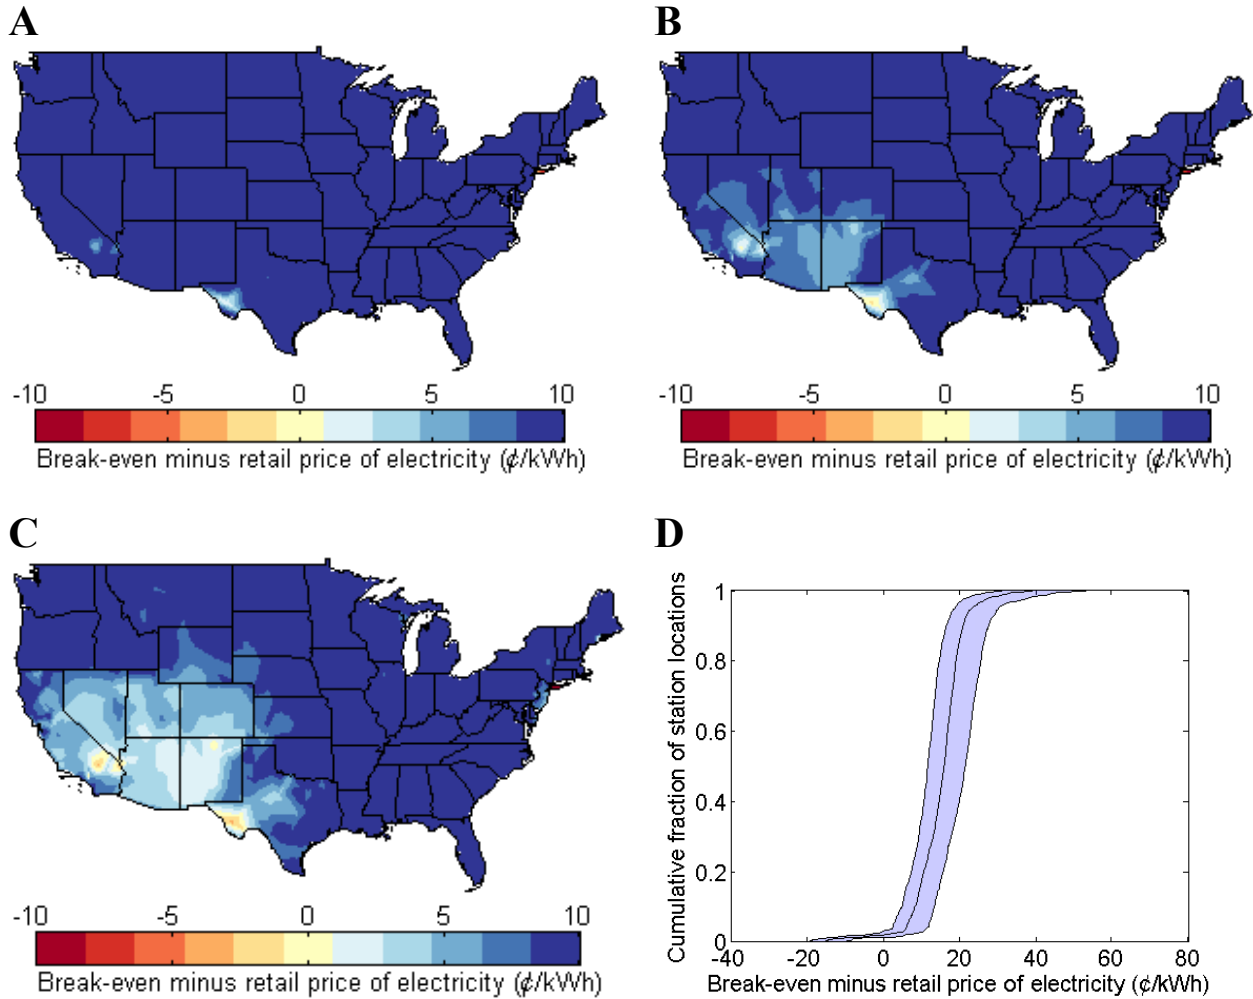 A
B
-10 -5 0 5 10
Break-even minus retail price of electricity (¢/kWh)
-10 -5 0 5 10
Break-even minus retail price of electricity (¢/kWh)
C
D
-10 -5 0 5 10
Break-even minus retail price of electricity (¢/kWh)
Cumulative fraction of station locations
1
0.8
0.6
0.4
0.2
0
-40 -20 0 20 40 60 80
Break-even minus retail price of electricity (¢/kWh)